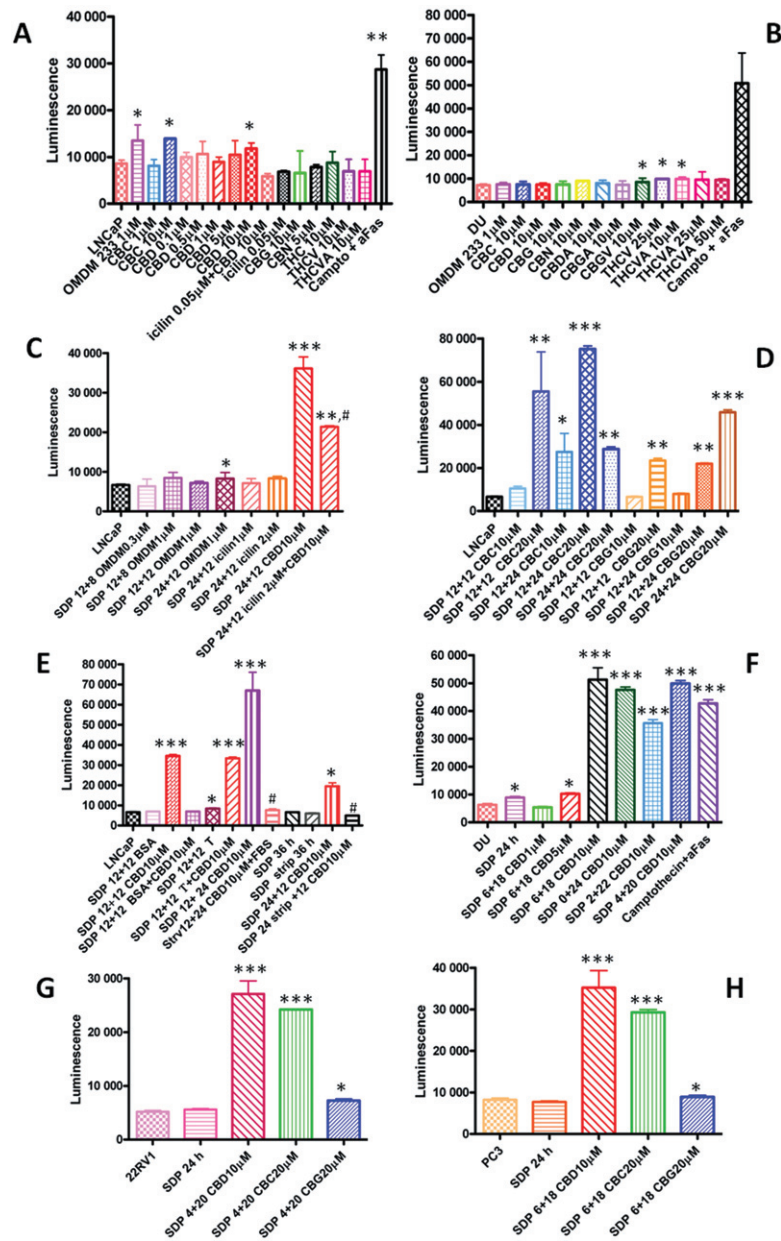 A
Luminescence
40 000
30 000
20 000
10 000
0
*
*
*
**
LNCaP
OMDM 233 1µM
CBC 1µM
CBC 10µM
CBD 0.1µM
CBD 0.5µM
CBD 1µM
CBD 5µM
CBD 10µM
icilin 0.05µM+CBD 10µM
icilin 0.05µM
CBG 10µM
CBN 5µM
THC 10µM
THCV 10µM
THCVA 10µM
Campto + aFas
B
Luminescence
80 000
70 000
60 000
50 000
40 000
30 000
20 000
10 000
0
*
*
*
DU
OMDM 233 1µM
CBC 10µM
CBD 10µM
CBG 10µM
CBN 10µM
CBDA 10µM
CBGA 10µM
CBGV 10µM
THCV 25µM
THCVA 10µM
THCVA 25µM
THCVA 50µM
Campto + aFas
C
Luminescence
40 000
30 000
20 000
10 000
0
*
***
**,#
LNCaP
SDP 12+8 OMDM0.3µM
SDP 12+8 OMDM1µM
SDP 12+12 OMDM1µM
SDP 24+12 OMDM1µM
SDP 24+12 icilin1µM
SDP 24+12 icilin 2µM
SDP 24+12 CBD10µM
SDP 24+12 icilin 2µM+CBD10µM
D
Luminescence
80 000
60 000
40 000
20 000
0
**
*
***
**
**
**
***
LNCaP
SDP 12+12 CBC10µM
SDP 12+12 CBC20µM
SDP 12+24 CBC10µM
SDP 12+24 CBC20µM
SDP 24+24 CBC20µM
SDP 12+12 CBG10µM
SDP 12+12 CBG20µM
SDP 12+24 CBG10µM
SDP 12+24 CBG20µM
SDP 24+24 CBG20µM
E
Luminescence
80 000
70 000
60 000
50 000
40 000
30 000
20 000
10 000
0
***
*
***
***
#
*
#
LNCaP
SDP 12+12 BSA
SDP 12+12 CBD10µM
SDP 12+12 BSA+CBD10µM
SDP 12+12 T
SDP 12+12 T+CBD10µM
SDP 12+ 24 CBD10µM
Strv12+24 CBD10µM+FBS
SDP 36 h
SDP strip 36 h
SDP 24+12 CBD10µM
SDP 24 strip +12 CBD10µM
F
Luminescence
60 000
50 000
40 000
30 000
20 000
10 000
0
*
*
***
***
***
***
***
DU
SDP 24 h
SDP 6+18 CBD1µM
SDP 6+18 CBD5µM
SDP 6+18 CBD10µM
SDP 0+24 CBD10µM
SDP 2+22 CBD10µM
SDP 4+20 CBD10µM
Camptothecin+aFas
G
Luminescence
30 000
20 000
10 000
0
***
***
*
22RV1
SDP 24 h
SDP 4+20 CBD10µM
SDP 4+20 CBC20µM
SDP 4+20 CBG20µM
H
Luminescence
40 000
30 000
20 000
10 000
0
***
***
*
PC3
SDP 24 h
SDP 6+18 CBD10µM
SDP 6+18 CBC20µM
SDP 6+18 CBG20µM